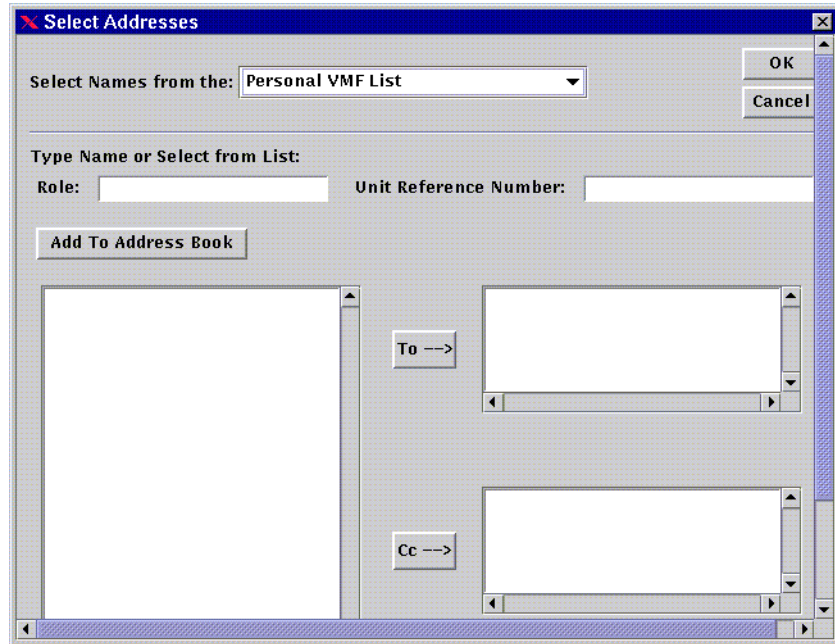 Select Addresses
Select Names from the: Personal VMF List
OK
Cancel
Type Name or Select from List:
Role: Unit Reference Number:
Add To Address Book
To -->
Cc -->